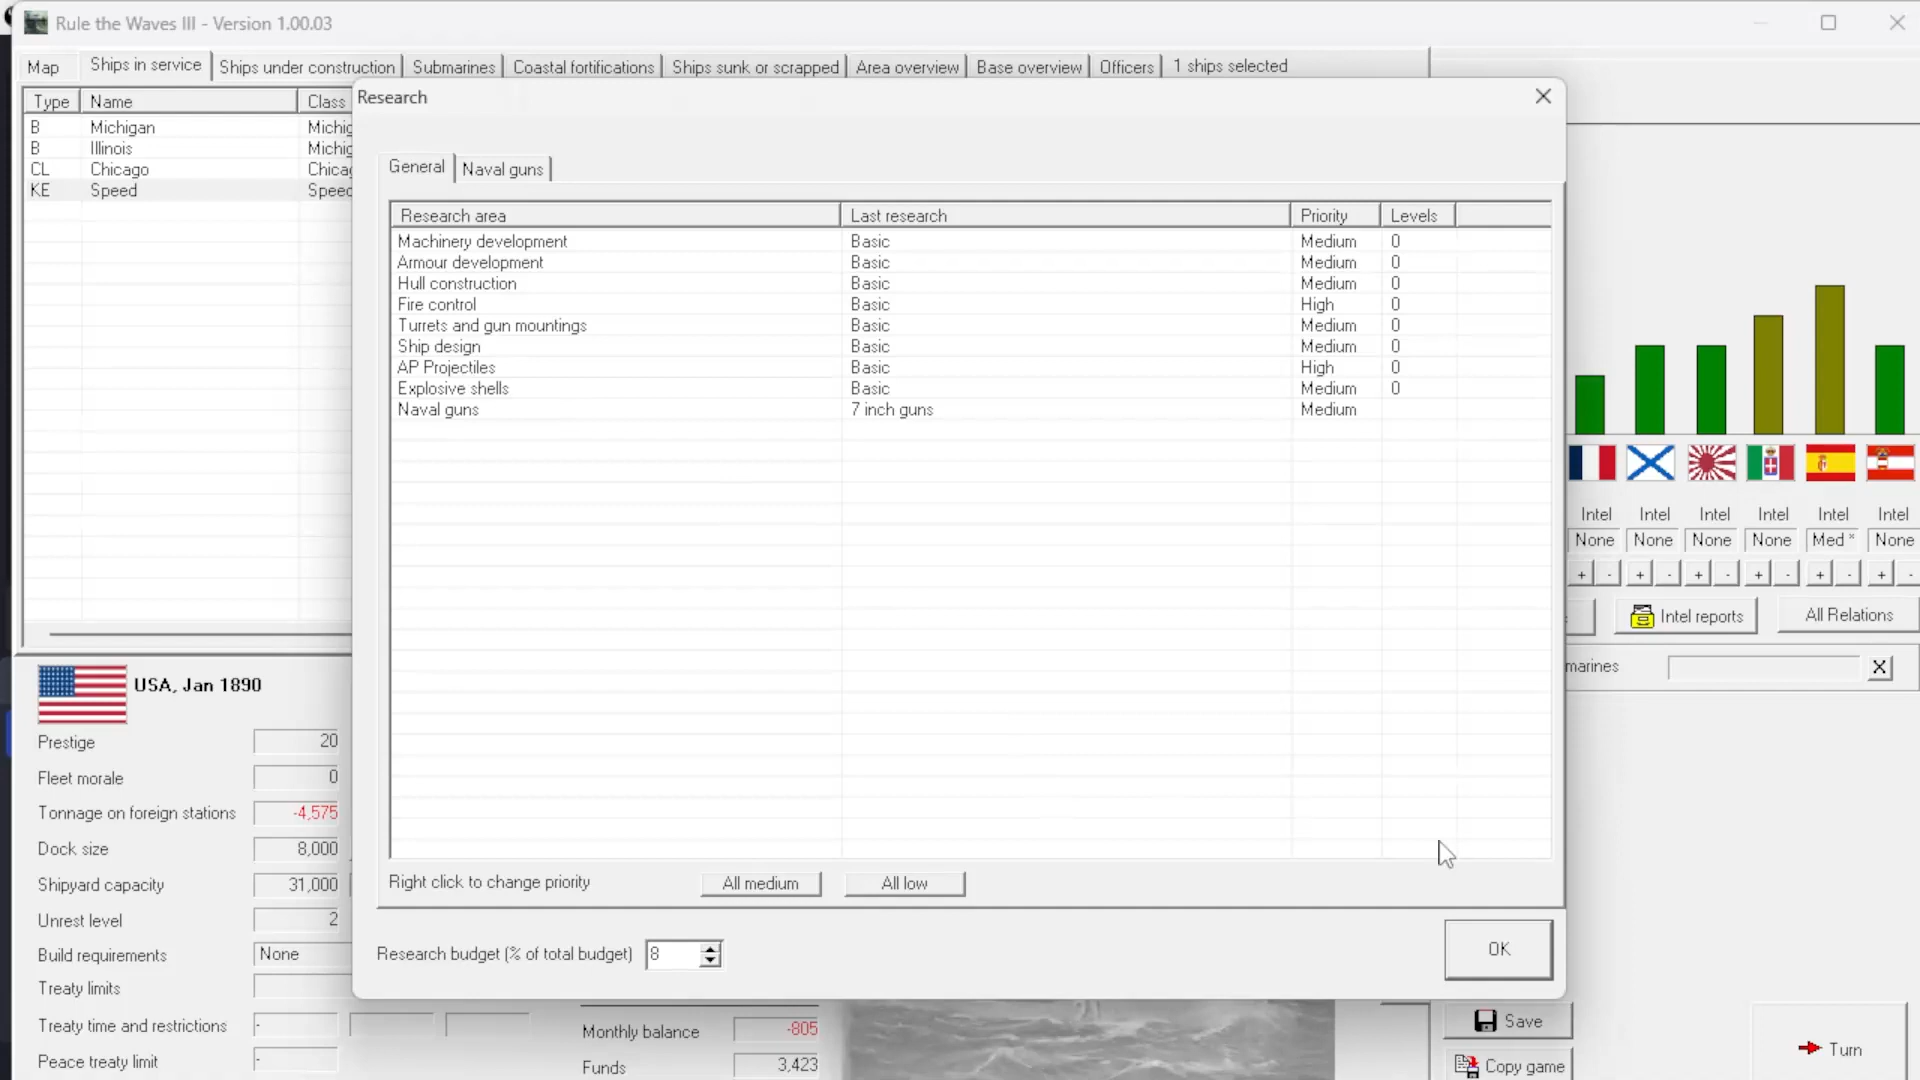 Rule the Waves III - Version 1.00.03
Map Ships in service Ships under construction Submarines Coastal fortifications Ships sunk or scrapped Area overview Base overview Officers 1 ships selected
Type Name Class
B Michigan Michig
B Illinois Michig
CL Chicago Chicag
KE Speed Speed
Research
General Naval guns
Research area Last research Priority Levels
Machinery development Basic Medium 0
Armour development Basic Medium 0
Hull construction Basic Medium 0
Fire control Basic High 0
Turrets and gun mountings Basic Medium 0
Ship design Basic Medium 0
AP Projectiles Basic High 0
Explosive shells Basic Medium 0
Naval guns 7 inch guns Medium
Right click to change priority All medium All low
Research budget (% of total budget) 8
OK
Intel Intel Intel Intel Intel Intel
None None None None Med * None
+ - + - + - + - + - + -
Intel reports All Relations
marines X
USA, Jan 1890
Prestige 20
Fleet morale 0
Tonnage on foreign stations -4,575
Dock size 8,000
Shipyard capacity 31,000
Unrest level 2
Build requirements None
Treaty limits
Treaty time and restrictions -
Peace treaty limit -
Monthly balance -805
Funds 3,423
Save
Copy game
Turn